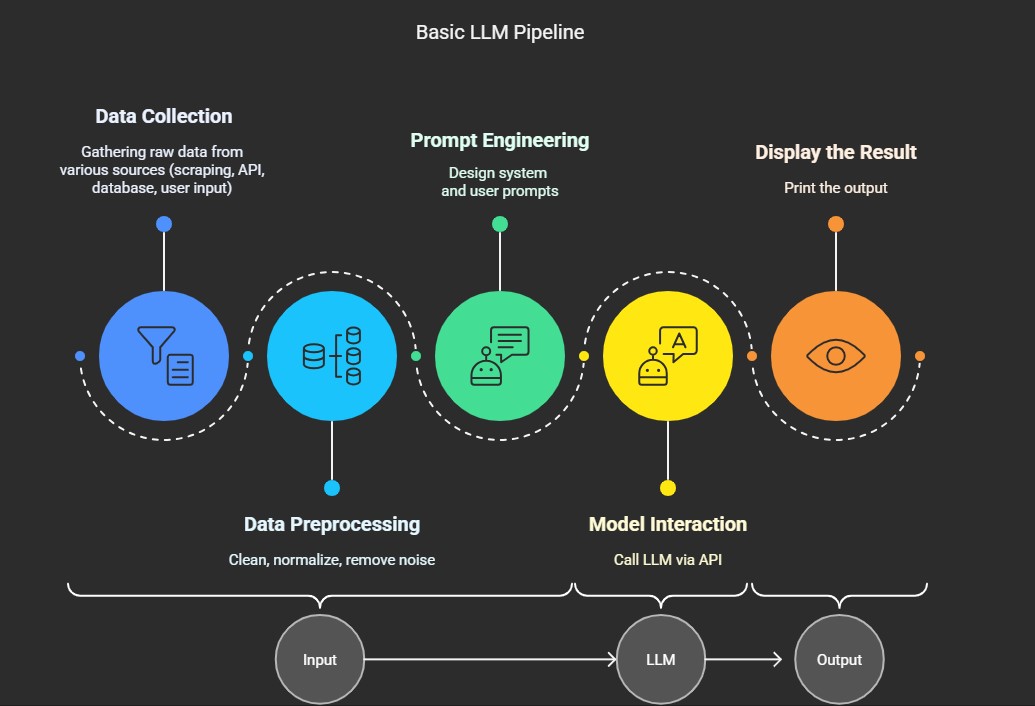 Basic LLM Pipeline
Data Collection
Gathering raw data from
various sources (scraping, API,
database, user input)
Prompt Engineering
Design system
and user prompts
Display the Result
Print the output
A
Data Preprocessing
Clean, normalize, remove noise
Model Interaction
Call LLM via API
Input
LLM
Output